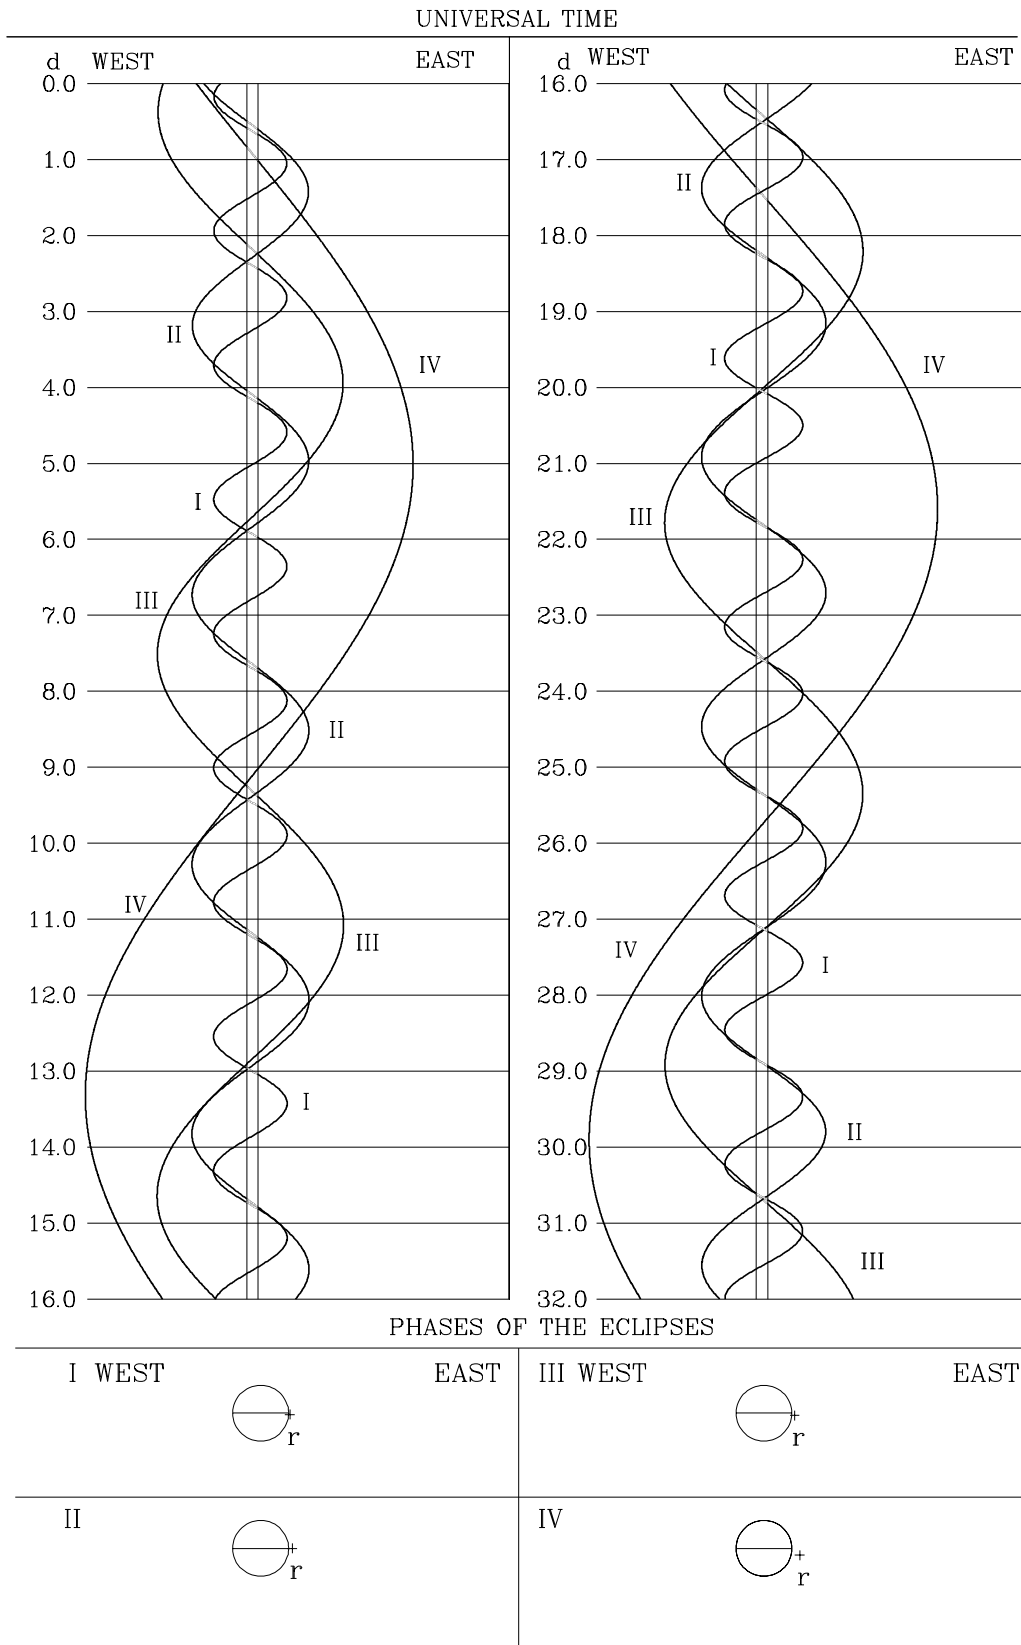 UNIVERSAL TIME
d WEST EAST
0.0
1.0
2.0
3.0
II
IV
4.0
5.0
I
6.0
III
7.0
8.0
II
9.0
10.0
IV
11.0
III
12.0
13.0
I
14.0
15.0
16.0
d WEST EAST
16.0
17.0
II
18.0
19.0
I
IV
20.0
21.0
III
22.0
23.0
24.0
25.0
26.0
27.0
IV
I
28.0
29.0
II
30.0
31.0
III
32.0
PHASES OF THE ECLIPSES
I WEST EAST
r
III WEST EAST
r
II
r
IV
r